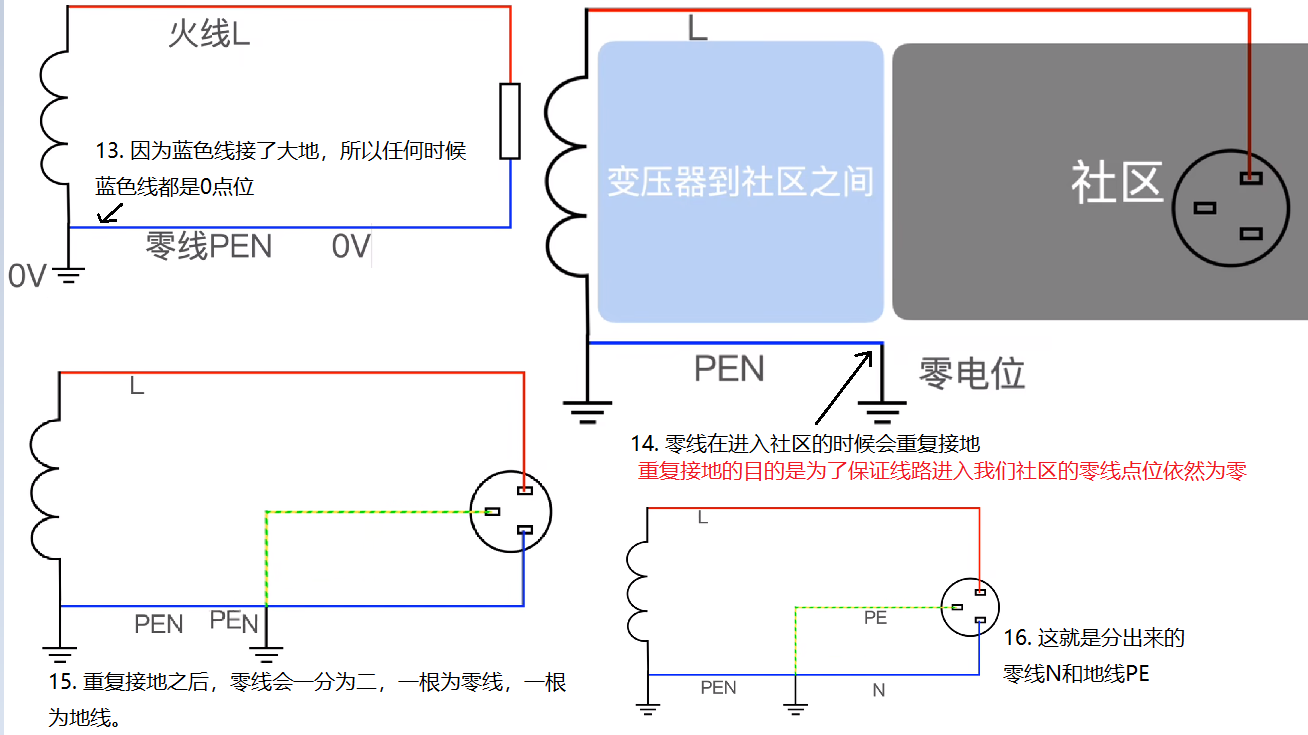 火线L
13. 因为蓝色线接了大地，所以任何时候
蓝色线都是0点位
零线PEN
0V
0V
L
变压器到社区之间
社区
PEN
零电位
14. 零线在进入社区的时候会重复接地
重复接地的目的是为了保证线路进入我们社区的零线点位依然为零
L
PEN
PEN
15. 重复接地之后，零线会一分为二，一根为零线，一根
为地线。
L
PE
PEN
N
16. 这就是分出来的
零线N和地线PE